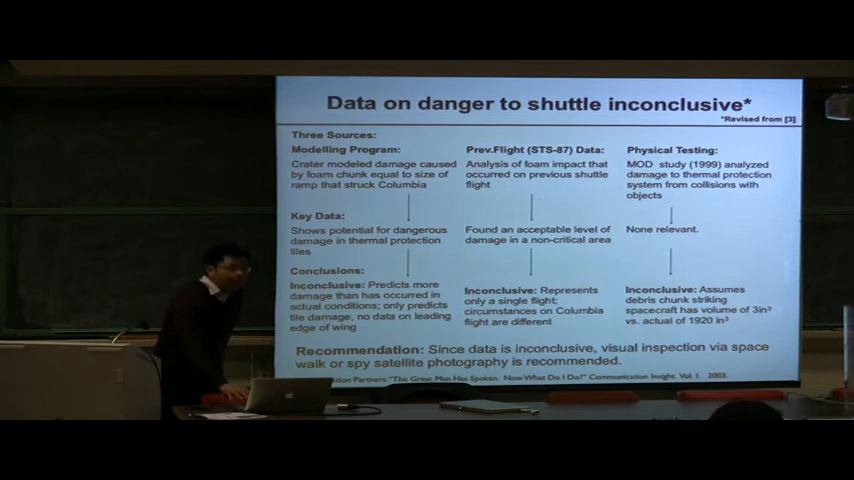 Data on danger to shuttle inconclusive*
*Revised from [3]
Three Sources:
Modelling Program:
Crater modeled damage caused
by foam chunk equal to size of
ramp that struck Columbia
Prev.Flight (STS-87) Data:
Analysis of foam impact that
occurred on previous shuttle
flight
Physical Testing:
MOD study (1999) analyzed
damage to thermal protection
system from collisions with
objects
Key Data:
Shows potential for dangerous
damage in thermal protection
tiles
Found an acceptable level of
damage in a non-critical area
None relevant.
Conclusions:
Inconclusive: Predicts more
damage than has occurred in
actual conditions; only predicts
tile damage, no data on leading
edge of wing
Inconclusive: Represents
only a single flight;
circumstances on Columbia
flight are different
Inconclusive: Assumes
debris chunk striking
spacecraft has volume of 3in³
vs. actual of 1920 in³
Recommendation: Since data is inconclusive, visual inspection via space
walk or spy satellite photography is recommended.
Partners. "The Great Man Has Spoken. Now What Do I Do?" Communication Insight. Vol. 1. 2003.